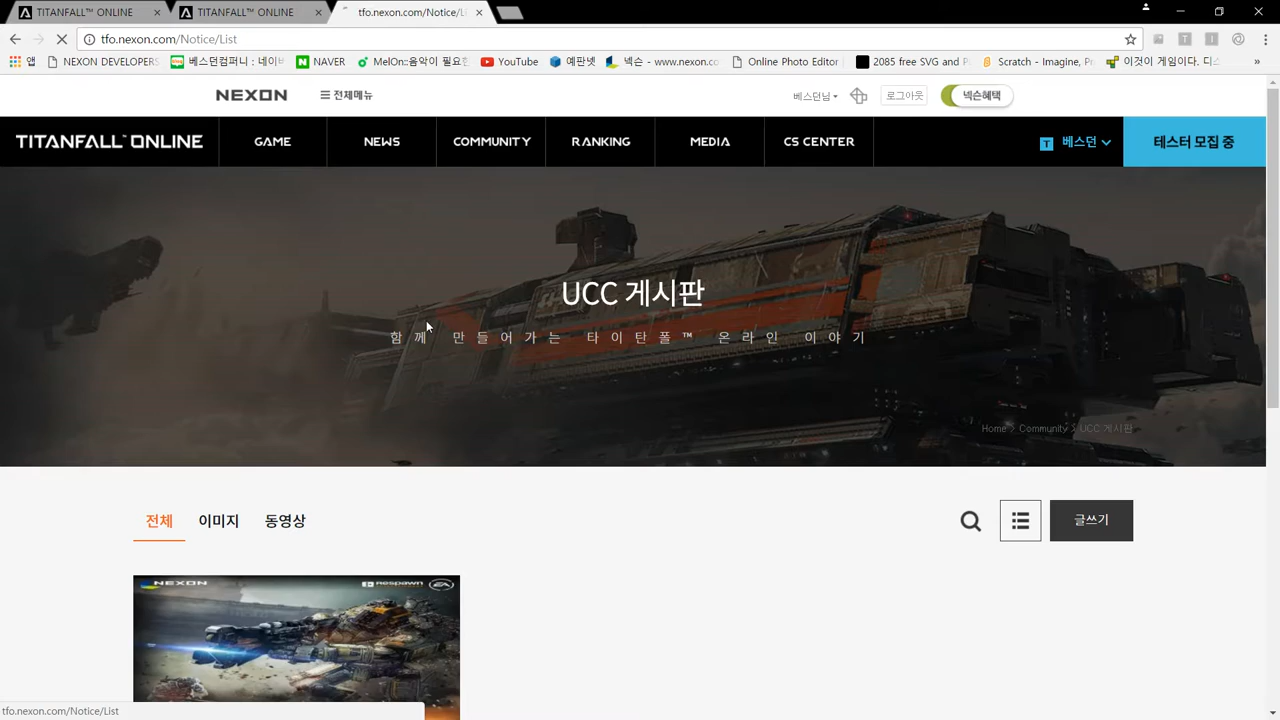 TITANFALL™ ONLINE
TITANFALL™ ONLINE
tfo.nexon.com/Notice/Li
tfo.nexon.com/Notice/List
앱
NEXON DEVELOPERS
베스던컴퍼니 : 네이버
NAVER
Melon::음악이 필요한
YouTube
예판넷
넥슨 - www.nexon.co
Online Photo Editor
2085 free SVG and P
Scratch - Imagine, P
이것이 게임이다. 디스
»
NEXON
전체메뉴
베스던님
로그아웃
넥슨혜택
TITANFALL™ ONLINE
GAME
NEWS
COMMUNITY
RANKING
MEDIA
CS CENTER
T 베스던
테스터 모집 중
UCC 게시판
함께 만들어가는 타이탄폴™ 온라인 이야기
Home > Community > UCC 게시판
전체
이미지
동영상
글쓰기
NEXON
Respawn
EA
tfo.nexon.com/Notice/List